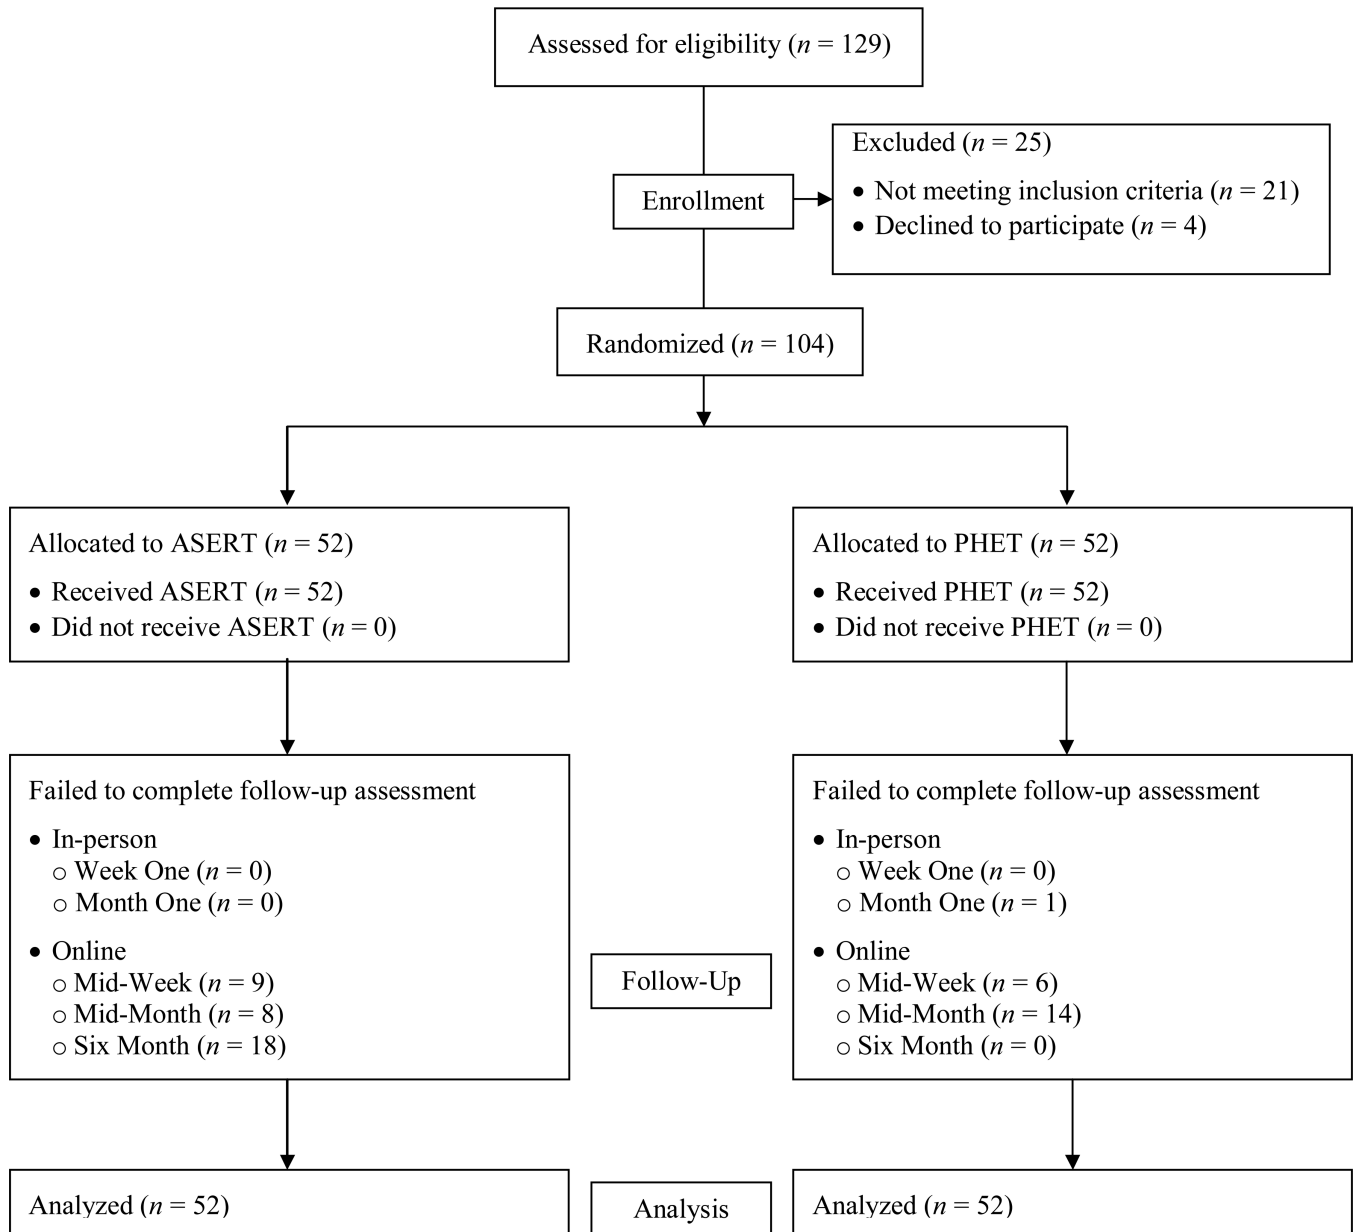 Assessed for eligibility (n = 129)
Excluded (n = 25)
• Not meeting inclusion criteria (n = 21)
• Declined to participate (n = 4)
Enrollment
Randomized (n = 104)
Allocated to ASERT (n = 52)
• Received ASERT (n = 52)
• Did not receive ASERT (n = 0)
Allocated to PHET (n = 52)
• Received PHET (n = 52)
• Did not receive PHET (n = 0)
Failed to complete follow-up assessment
• In-person
o Week One (n = 0)
o Month One (n = 0)
• Online
o Mid-Week (n = 9)
o Mid-Month (n = 8)
o Six Month (n = 18)
Follow-Up
Failed to complete follow-up assessment
• In-person
o Week One (n = 0)
o Month One (n = 1)
• Online
o Mid-Week (n = 6)
o Mid-Month (n = 14)
o Six Month (n = 0)
Analyzed (n = 52)
Analysis
Analyzed (n = 52)